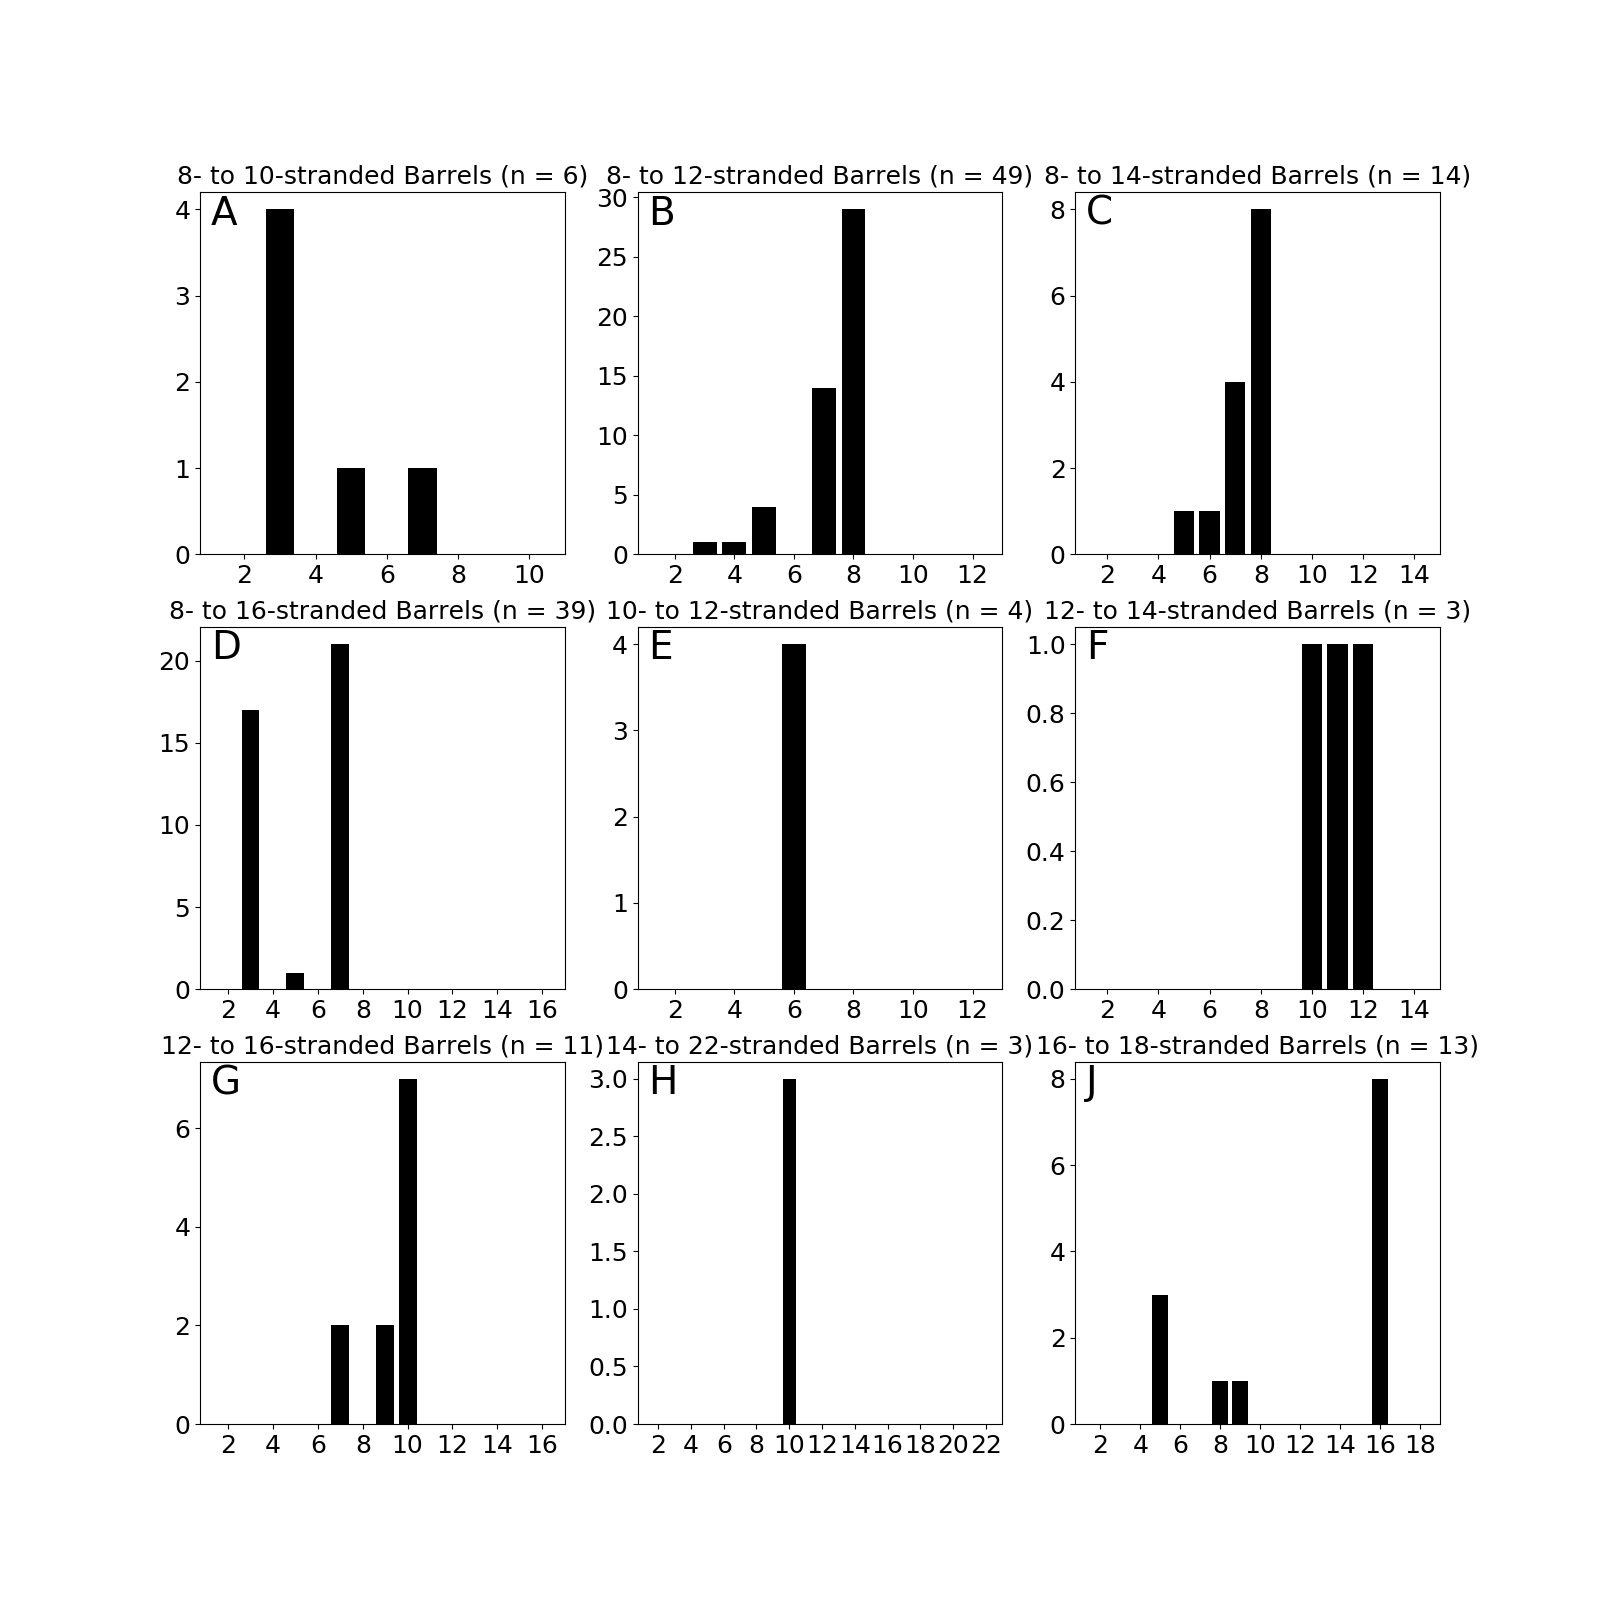 8- to 10-stranded Barrels (n = 6)
A
4
3
2
1
0
2 4 6 8 10
8- to 12-stranded Barrels (n = 49)
B
30
25
20
15
10
5
0
2 4 6 8 10 12
8- to 14-stranded Barrels (n = 14)
C
8
6
4
2
0
2 4 6 8 10 12 14
8- to 16-stranded Barrels (n = 39)
D
20
15
10
5
0
2 4 6 8 10 12 14 16
10- to 12-stranded Barrels (n = 4)
E
4
3
2
1
0
2 4 6 8 10 12
12- to 14-stranded Barrels (n = 3)
F
1.0
0.8
0.6
0.4
0.2
0.0
2 4 6 8 10 12 14
12- to 16-stranded Barrels (n = 11)
G
6
4
2
0
2 4 6 8 10 12 14 16
14- to 22-stranded Barrels (n = 3)
H
3.0
2.5
2.0
1.5
1.0
0.5
0.0
2 4 6 8 10 12 14 16 18 20 22
16- to 18-stranded Barrels (n = 13)
J
8
6
4
2
0
2 4 6 8 10 12 14 16 18